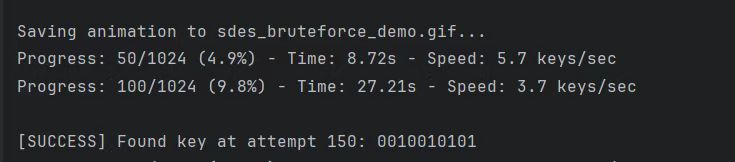 Saving animation to sdes_bruteforce_demo.gif...
Progress: 50/1024 (4.9%) - Time: 8.72s - Speed: 5.7 keys/sec
Progress: 100/1024 (9.8%) - Time: 27.21s - Speed: 3.7 keys/sec
[SUCCESS] Found key at attempt 150: 0010010101